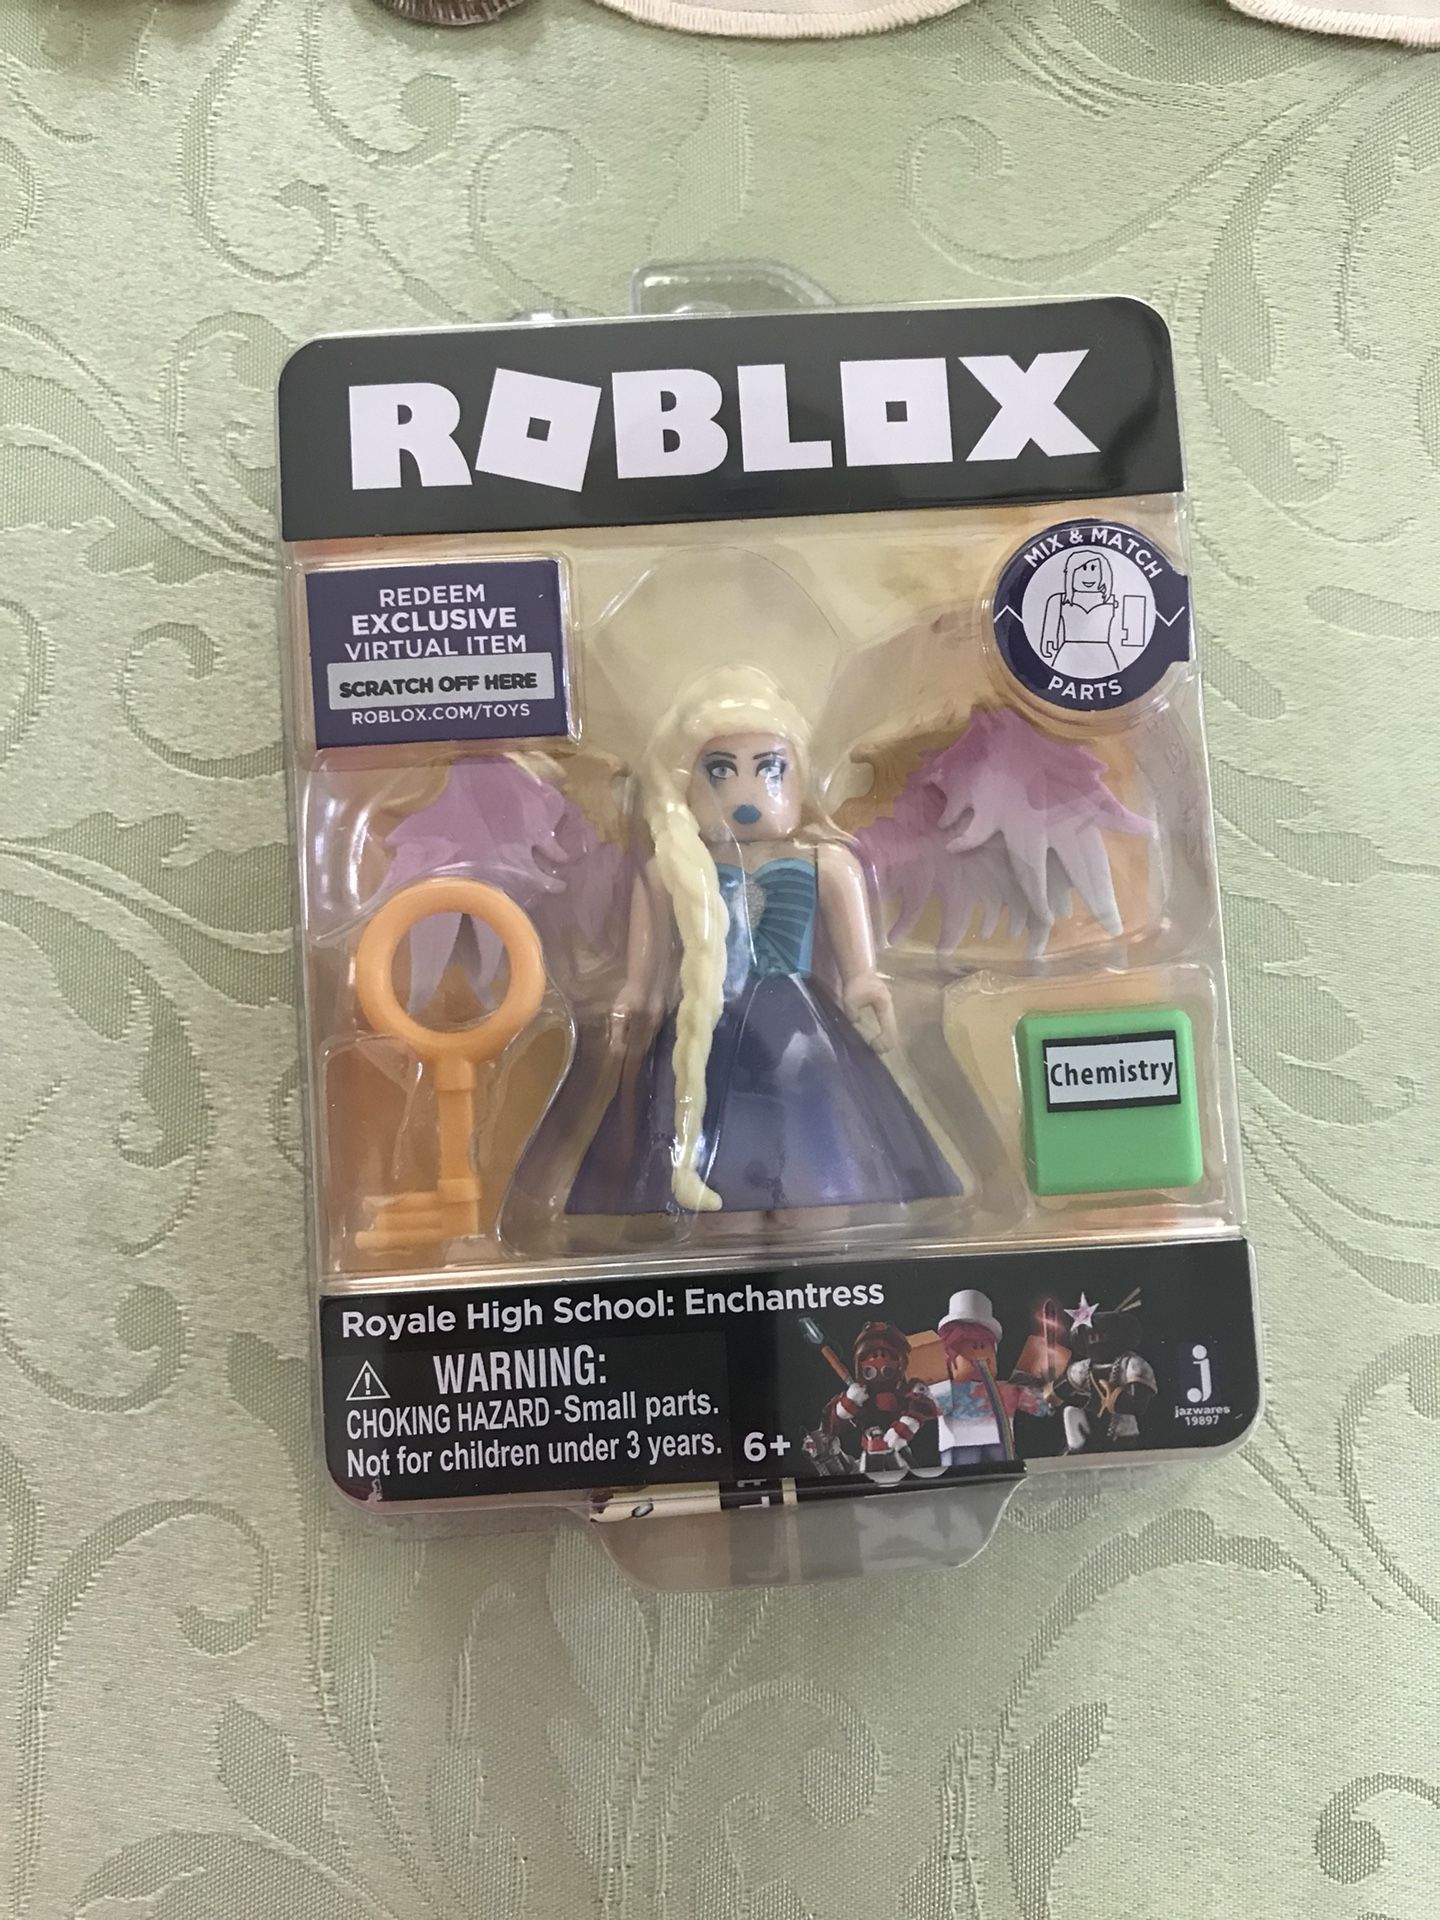 ROBLOX
REDEEM
EXCLUSIVE
VIRTUAL ITEM
SCRATCH OFF HERE
ROBLOX.COM/TOYS
MIX & MATCH
PARTS
Chemistry
Royale High School: Enchantress
WARNING:
CHOKING HAZARD-Small parts.
Not for children under 3 years.
6+
j
jazwares
19897